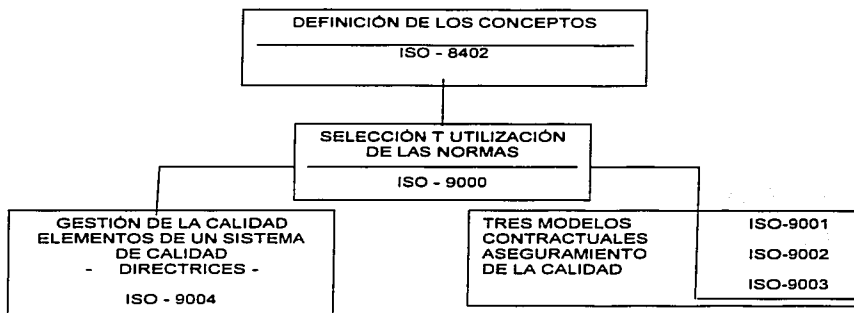 DEFINICIÓN DE LOS CONCEPTOS
ISO - 8402
SELECCIÓN T UTILIZACIÓN
DE LAS NORMAS
ISO - 9000
GESTIÓN DE LA CALIDAD
ELEMENTOS DE UN SISTEMA
DE CALIDAD
- DIRECTRICES -
ISO - 9004
TRES MODELOS
CONTRACTUALES
ASEGURAMIENTO
DE LA CALIDAD
ISO-9001
ISO-9002
ISO-9003